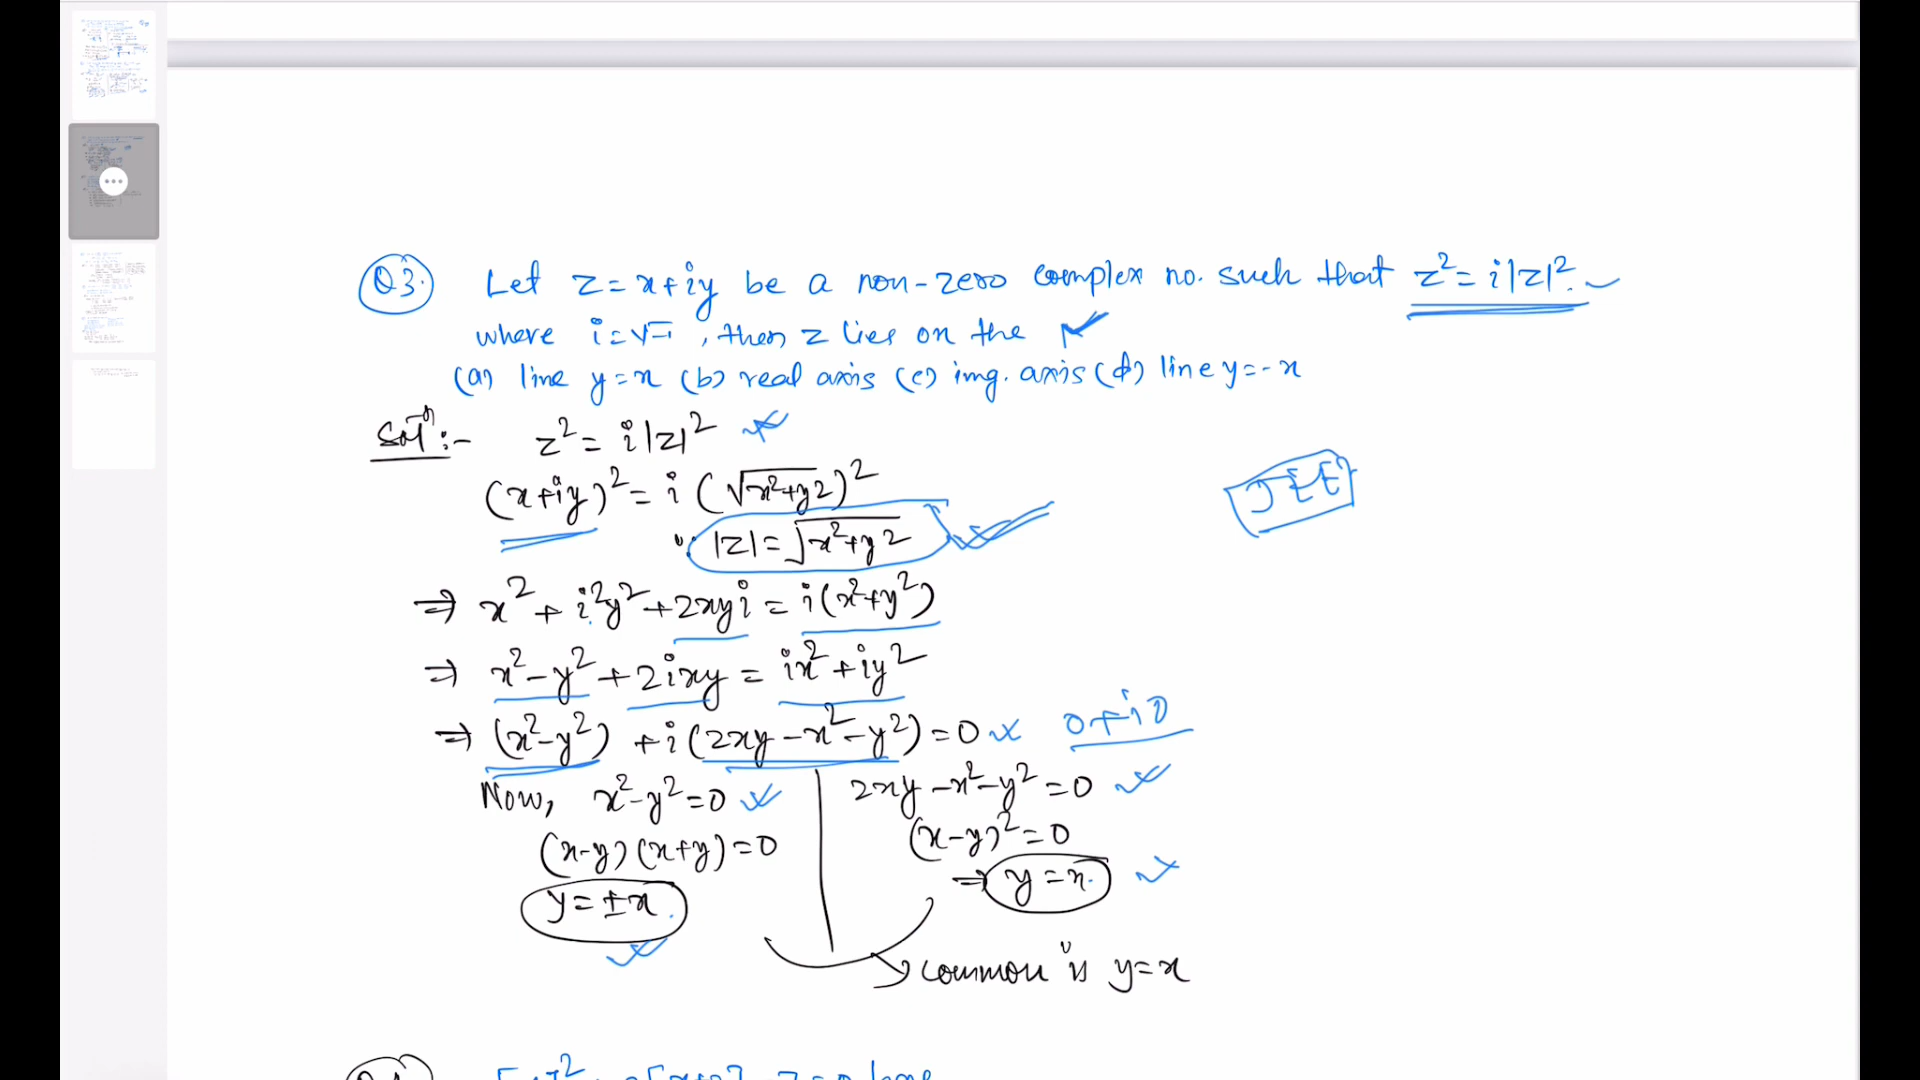 Q3. Let z = x+iy be a non-zero complex no. such that z² = i|z|².
where i = √-1, then z lies on the
(a) line y=x (b) real axis (c) img. axis (d) line y=-x
Solⁿ:- z² = i|z|²
(x+iy)² = i(√x²+y²)²
JEE
∵ |z| = √x²+y²
⇒ x² + i²y² + 2xyi = i(x²+y²)
⇒ x²-y² + 2ixy = ix² + iy²
⇒ (x²-y²) + i(2xy-x²-y²) = 0 0+i0
Now, x²-y²=0
(x-y)(x+y)=0
y=±x
2xy-x²-y²=0
(x-y)²=0
⇒ y=x
→ common is y=x